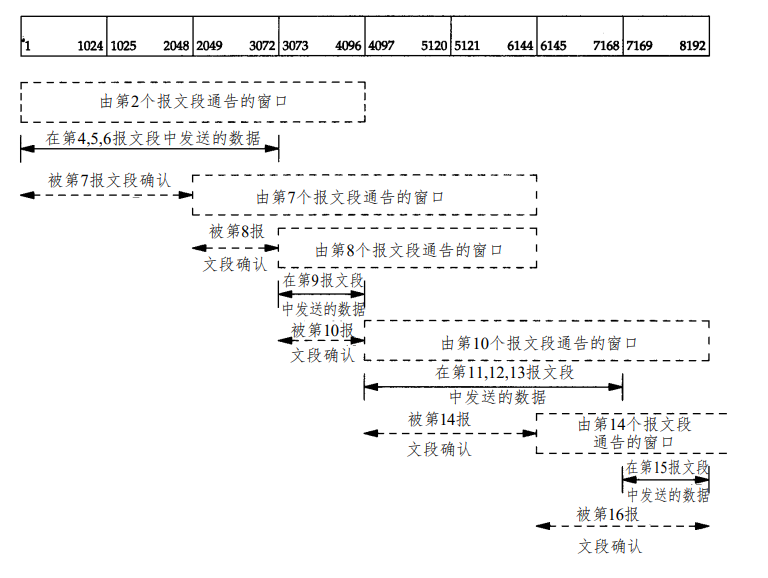 1 1024 1025 2048 2049 3072 3073 4096 4097 5120 5121 6144 6145 7168 7169 8192
由第2个报文段通告的窗口
在第4,5,6报文段中发送的数据
被第7报文段确认
由第7个报文段通告的窗口
被第8报
文段确认
由第8个报文段通告的窗口
在第9报文段
中发送的数据
被第10报
文段确认
由第10个报文段通告的窗口
在第11,12,13报文段
中发送的数据
被第14报
文段确认
由第14个报文段
通告的窗口
在第15报文段
中发送的数据
被第16报
文段确认